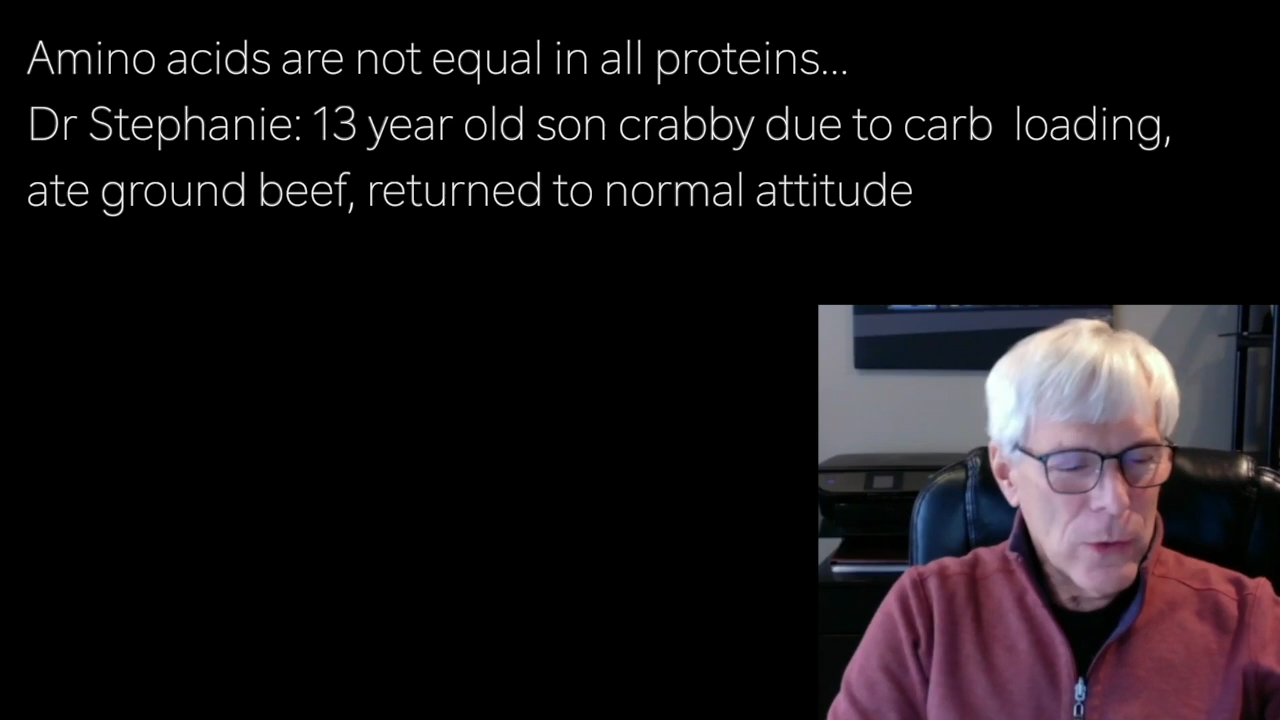 Amino acids are not equal in all proteins...
Dr Stephanie: 13 year old son crabby due to carb  loading,
ate ground beef, returned to normal attitude